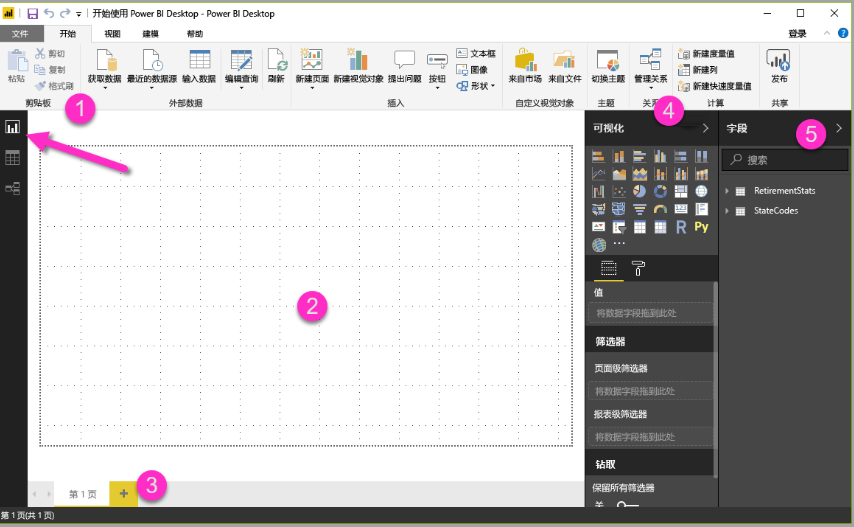 开始使用 Power BI Desktop - Power BI Desktop
文件 开始 视图 建模 帮助 登录
粘贴 剪切 复制 格式刷
获取数据 最近的数据源 输入数据 编辑查询 刷新
新建页面 新建视觉对象 提出问题 按钮 文本框 图像 形状
来自市场 来自文件 切换主题 管理关系
新建度量值 新建列 新建快速度量值 发布
剪贴板 外部数据 插入 自定义视觉对象 主题 关系 计算 共享
1
4
可视化
字段
5
搜索
RetirementStats
StateCodes
R Py
2
值
将数据字段拖到此处
筛选器
页面级筛选器
将数据字段拖到此处
报表级筛选器
将数据字段拖到此处
钻取
保留所有筛选器
关
第 1 页
3
第 1 页(共 1 页)